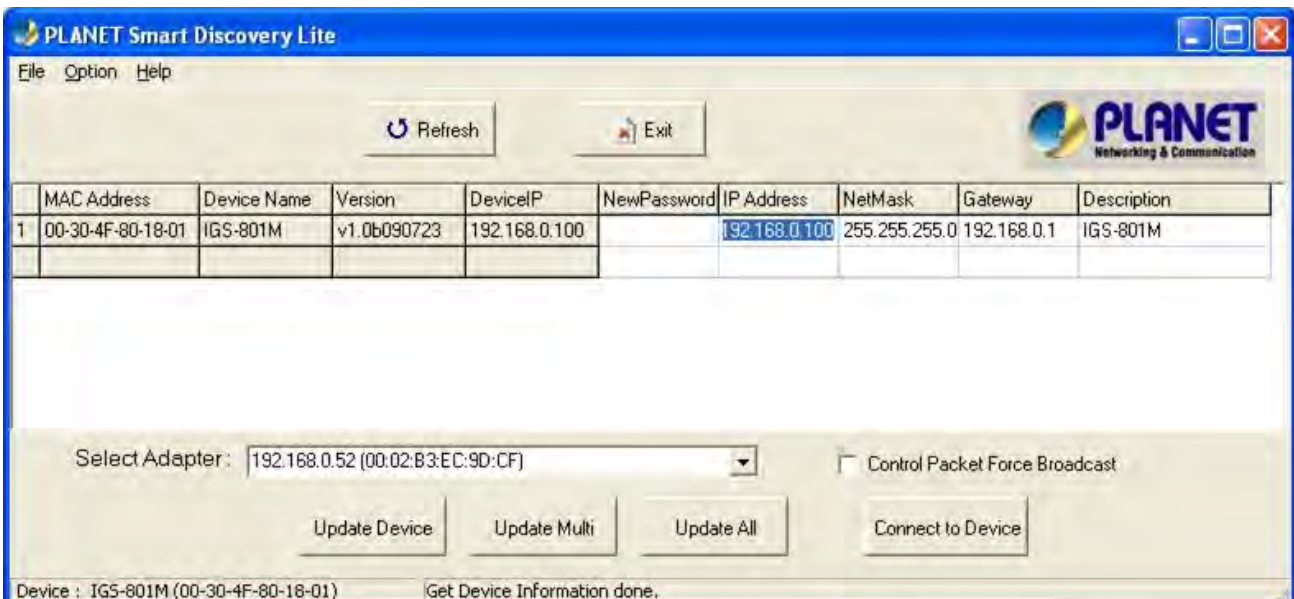 PLANET Smart Discovery Lite
File Option Help
Refresh Exit
PLANET
Networking & Communication
MAC Address Device Name Version DeviceIP NewPassword IP Address NetMask Gateway Description
1 00-30-4F-80-18-01 IGS-801M v1.0b090723 192.168.0.100 192.168.0.100 255.255.255.0 192.168.0.1 IGS-801M
Select Adapter : 192.168.0.52 (00:02:B3:EC:9D:CF) Control Packet Force Broadcast
Update Device Update Multi Update All Connect to Device
Device : IGS-801M (00-30-4F-80-18-01) Get Device Information done.